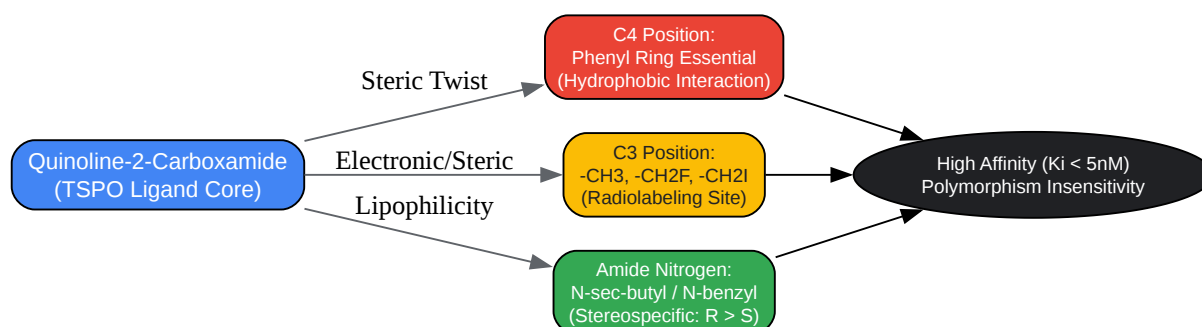 Quinoline-2-Carboxamide
(TSPO Ligand Core)
Steric Twist
Electronic/Steric
Lipophilicity
C4 Position:
Phenyl Ring Essential
(Hydrophobic Interaction)
C3 Position:
-CH3, -CH2F, -CH2I
(Radiolabeling Site)
Amide Nitrogen:
N-sec-butyl / N-benzyl
(Stereospecific: R > S)
High Affinity (Ki < 5nM)
Polymorphism Insensitivity